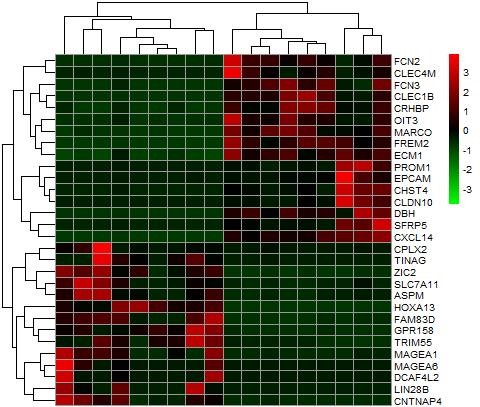 FCN2
CLEC4M
FCN3
CLEC1B
CRHBP
OIT3
MARCO
FREM2
ECM1
PROM1
EPCAM
CHST4
CLDN10
DBH
SFRP5
CXCL14
CPLX2
TINAG
ZIC2
SLC7A11
ASPM
HOXA13
FAM83D
GPR158
TRIM55
MAGEA1
MAGEA6
DCAF4L2
LIN28B
CNTNAP4
3
2
1
0
-1
-2
-3